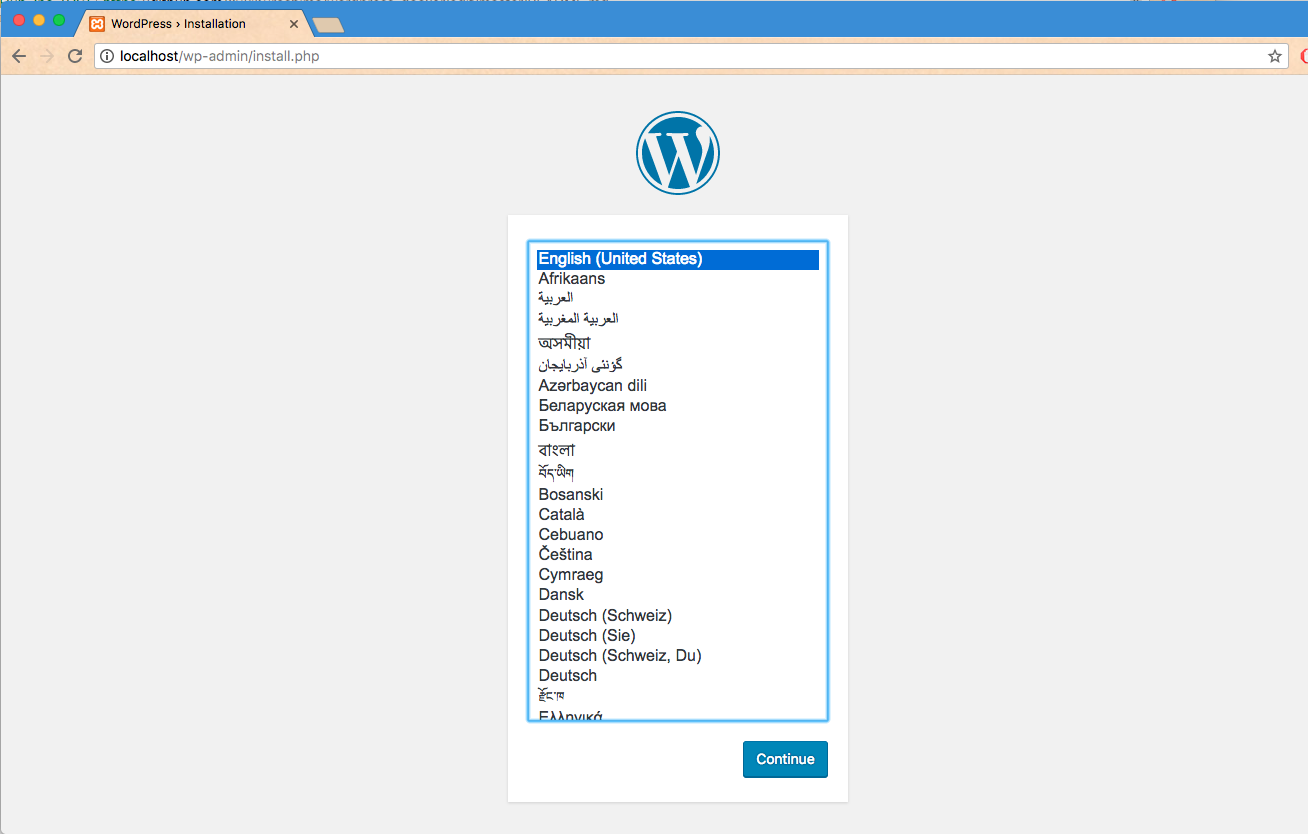 WordPress › Installation
localhost/wp-admin/install.php
English (United States)
Afrikaans
العربية
العربية المغربية
অসমীয়া
گؤنئی آذربایجان
Azərbaycan dili
Беларуская мова
Български
বাংলা
བོད་ཡིག
Bosanski
Català
Cebuano
Čeština
Cymraeg
Dansk
Deutsch (Schweiz)
Deutsch (Sie)
Deutsch (Schweiz, Du)
Deutsch
རྫོང་ཁ
Ελληνικά
Continue